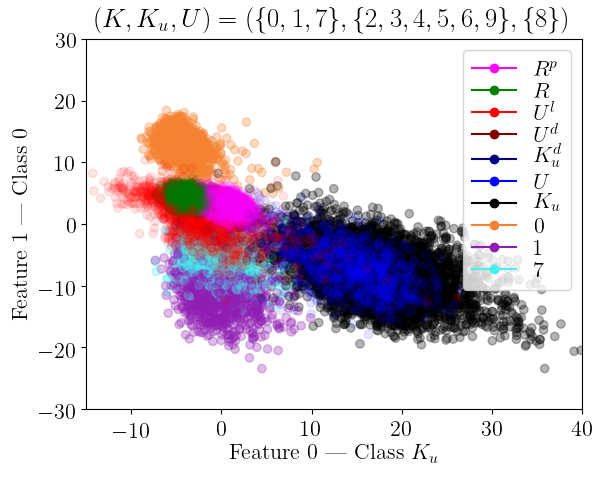 (K, K_u, U) = ({0, 1, 7}, {2, 3, 4, 5, 6, 9}, {8})
30
20
10
0
−10
−20
−30
Feature 1 — Class 0
R^p
R
U^l
U^d
K_u^d
U
K_u
0
1
7
−10
0
10
20
30
40
Feature 0 — Class K_u